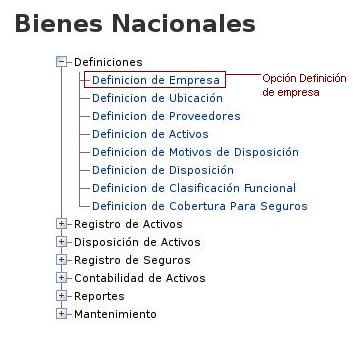 Bienes Nacionales
Definiciones
Definicion de Empresa
Opción Definición
de empresa
Definicion de Ubicación
Definicion de Proveedores
Definicion de Activos
Definicion de Motivos de Disposición
Definicion de Disposición
Definicion de Clasificación Funcional
Definicion de Cobertura Para Seguros
Registro de Activos
Disposición de Activos
Registro de Seguros
Contabilidad de Activos
Reportes
Mantenimiento